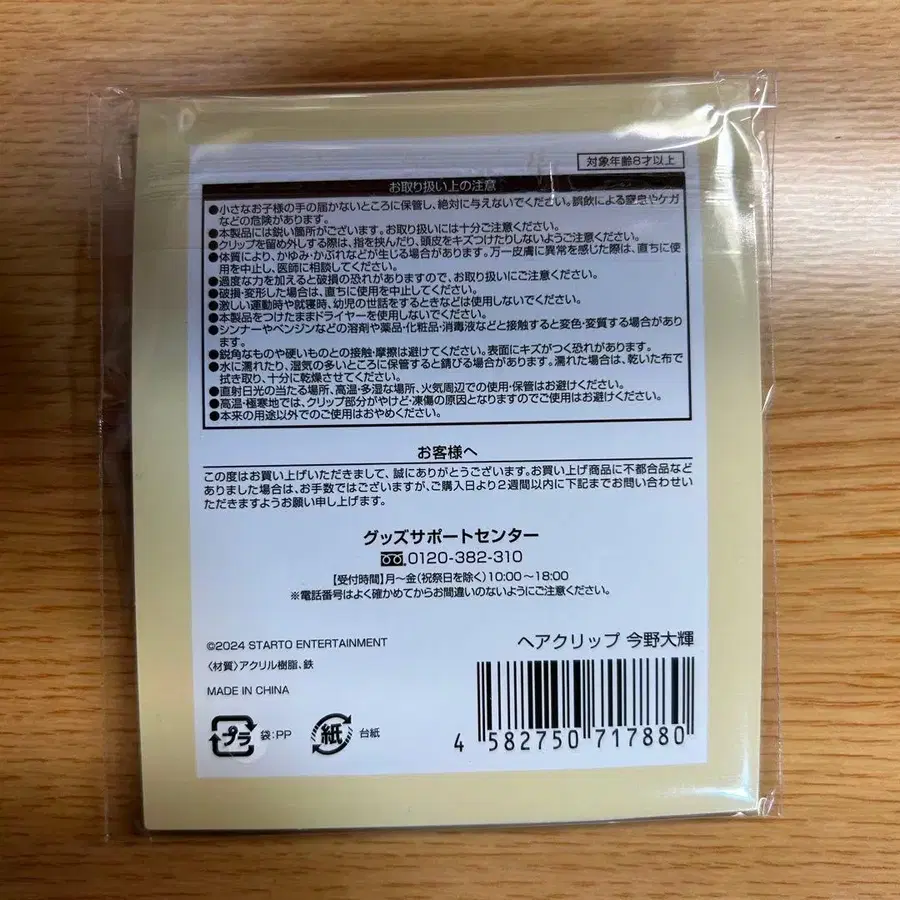 対象年齢8才以上
お取り扱い上の注意
●小さなお子様の手の届かないところに保管し、絶対に与えないでください。誤飲による窒息やケガ
などの危険があります。
●本製品には鋭い箇所がございます。お取り扱いには十分ご注意ください。
●クリップを留め外しする際は、指を挟んだり、頭皮をキズつけたりしないようご注意ください。
●体質により、かゆみ・かぶれなどが生じる場合があります。万一皮膚に異常を感じた際は、直ちに使
用を中止し、医師に相談してください。
●過度な力を加えると破損の恐れがありますので、お取り扱いにご注意ください。
●破損・変形した場合は、直ちに使用を中止してください。
●激しい運動時や就寝時、幼児の世話をするときなどは使用しないでください。
●本製品をつけたままドライヤーを使用しないでください。
●シンナーやベンジンなどの溶剤や薬品・化粧品・消毒液などと接触すると変色・変質する場合があり
ます。
●鋭角なものや硬いものとの接触・摩擦は避けてください。表面にキズがつく恐れがあります。
●水に濡れたり、湿気の多いところに保管すると錆びる場合があります。濡れた場合は、乾いた布で
拭き取り、十分に乾燥させてください。
●直射日光の当たる場所、高温・多湿な場所、火気周辺での使用・保管はお避けください。
●高温・極寒地では、クリップ部分がやけど・凍傷の原因となりますのでご使用はお避けください。
●本来の用途以外でのご使用はおやめください。
お客様へ
この度はお買い上げいただきまして、誠にありがとうございます。お買い上げ商品に不都合品など
ありました場合は、お手数ではございますが、ご購入日より2週間以内に下記までお問い合わせい
ただきますようお願い申し上げます。
グッズサポートセンター
0120-382-310
【受付時間】月〜金(祝祭日を除く)10:00〜18:00
※電話番号はよく確かめてからお間違いのないようにご注意ください。
©2024 STARTO ENTERTAINMENT
〈材質〉アクリル樹脂、鉄
MADE IN CHINA
プラ 袋:PP
紙 台紙
ヘアクリップ 今野大輝
4 582750 717880